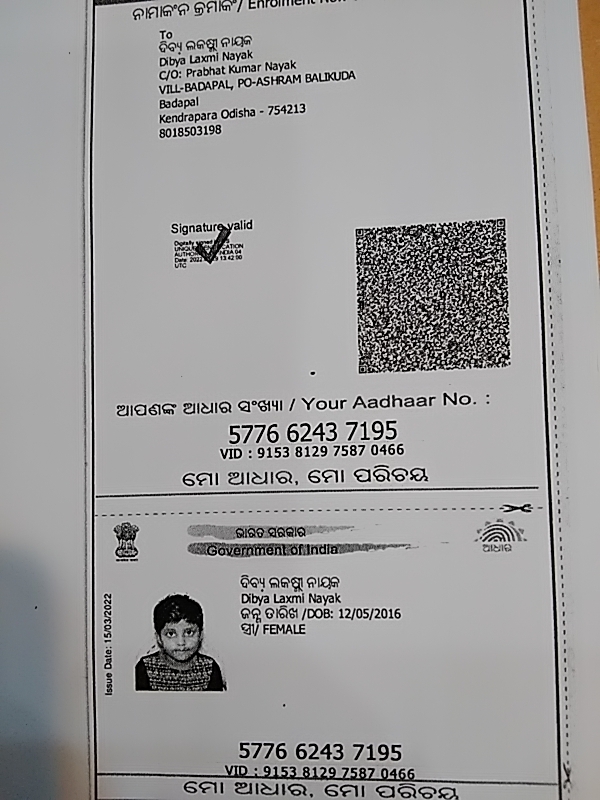 ନାମାକଂନ କ୍ରମାଙ୍କ/ Enrolment No.
To
ଦିବ୍ୟ ଲକ୍ଷ୍ମୀ ନାୟକ
Dibya Laxmi Nayak
C/O: Prabhat Kumar Nayak
VILL-BADAPAL, PO-ASHRAM BALIKUDA
Badapal
Kendrapara Odisha - 754213
8018503198
Signature valid
Digitally
UTC
ଆପଣଙ୍କ ଆଧାର ସଂଖ୍ୟା / Your Aadhaar No. :
5776 6243 7195
VID : 9153 8129 7587 0466
ମୋ ଆଧାର, ମୋ ପରିଚୟ
ଭାରତ ସରକାର
Government of India
ଆଧାର
Issue Date: 15/03/2022
ଦିବ୍ୟ ଲକ୍ଷ୍ମୀ ନାୟକ
Dibya Laxmi Nayak
ଜନ୍ମ ତାରିଖ /DOB: 12/05/2016
ସ୍ତ୍ରୀ/ FEMALE
5776 6243 7195
VID : 9153 8129 7587 0466
ମୋ ଆଧାର, ମୋ ପରିଚୟ